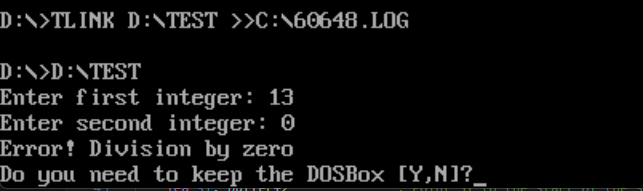 D:\>TLINK D:\TEST >>C:\60648.LOG
D:\>D:\TEST
Enter first integer: 13
Enter second integer: 0
Error! Division by zero
Do you need to keep the DOSBox [Y,N]?_